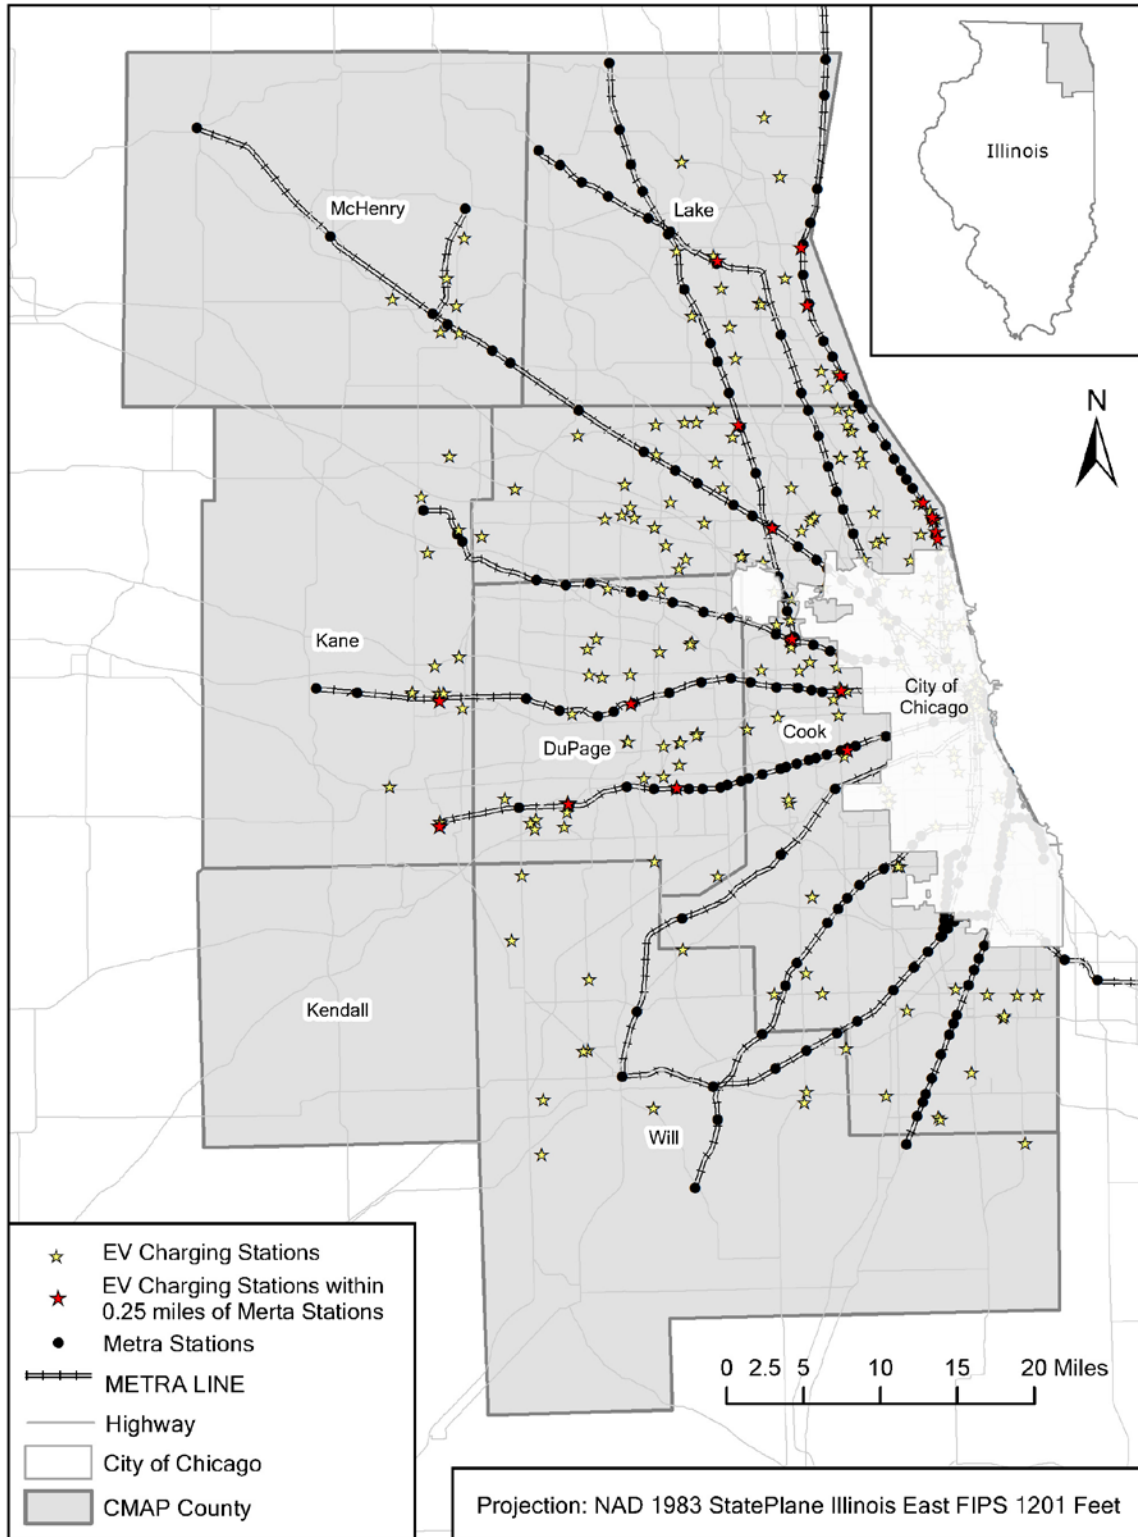 Illinois
McHenry
Lake
N
Kane
City of
Chicago
DuPage
Cook
Kendall
Will
EV Charging Stations
EV Charging Stations within
0.25 miles of Merta Stations
Metra Stations
METRA LINE
Highway
City of Chicago
CMAP County
0 2.5 5 10 15 20 Miles
Projection: NAD 1983 StatePlane Illinois East FIPS 1201 Feet